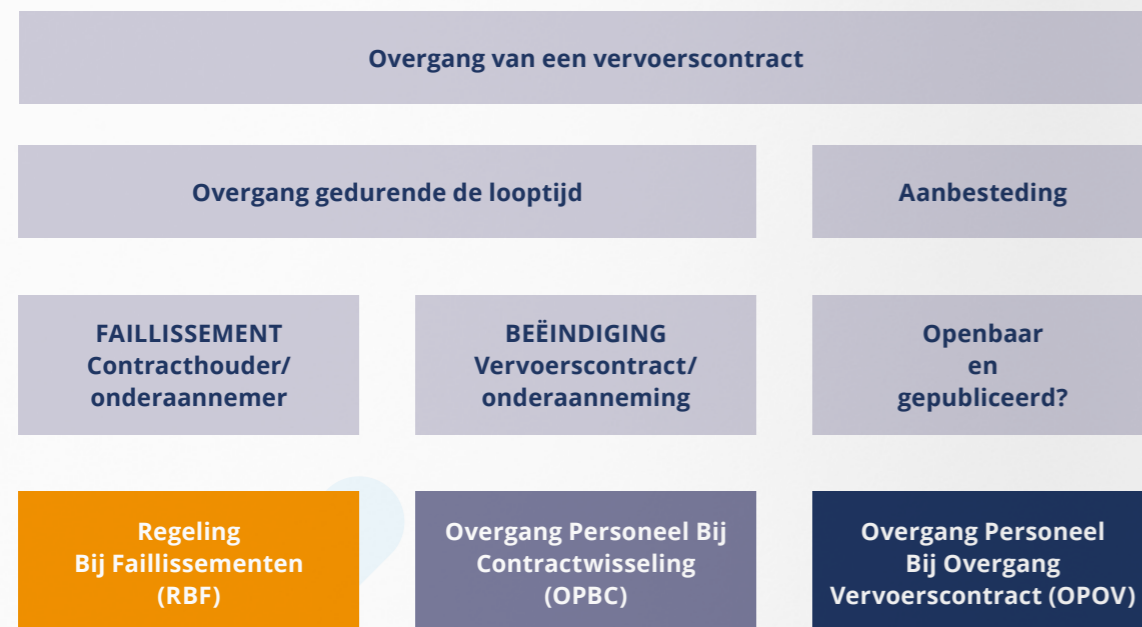 Overgang van een vervoerscontract
Overgang gedurende de looptijd
Aanbesteding
FAILLISSEMENT
Contracthouder/
onderaannemer
BEËINDIGING
Vervoerscontract/
onderaanneming
Openbaar
en
gepubliceerd?
Regeling
Bij Faillissementen
(RBF)
Overgang Personeel Bij
Contractwisseling
(OPBC)
Overgang Personeel
Bij Overgang
Vervoerscontract (OPOV)